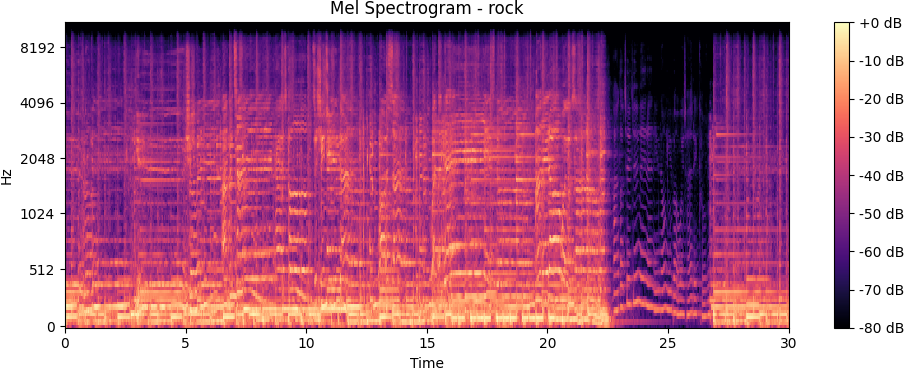 Mel Spectrogram - rock
Hz
8192
4096
2048
1024
512
0
0 5 10 15 20 25 30
Time
+0 dB
-10 dB
-20 dB
-30 dB
-40 dB
-50 dB
-60 dB
-70 dB
-80 dB